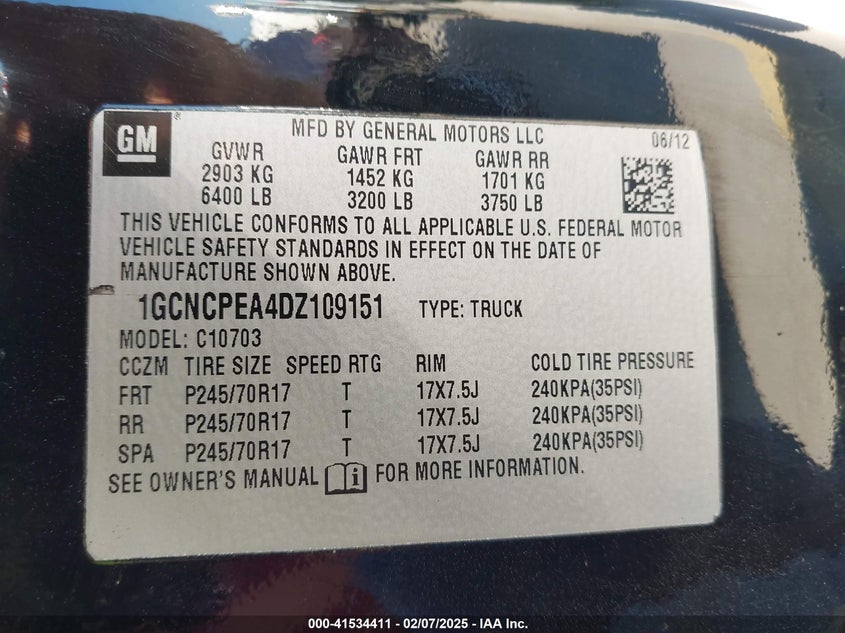 GM
MFD BY GENERAL MOTORS LLC 06/12
GVWR GAWR FRT GAWR RR
2903 KG 1452 KG 1701 KG
6400 LB 3200 LB 3750 LB
THIS VEHICLE CONFORMS TO ALL APPLICABLE U.S. FEDERAL MOTOR
VEHICLE SAFETY STANDARDS IN EFFECT ON THE DATE OF
MANUFACTURE SHOWN ABOVE.
1GCNCPEA4DZ109151 TYPE: TRUCK
MODEL: C10703
CCZM TIRE SIZE SPEED RTG RIM COLD TIRE PRESSURE
FRT P245/70R17 T 17X7.5J 240KPA(35PSI)
RR P245/70R17 T 17X7.5J 240KPA(35PSI)
SPA P245/70R17 T 17X7.5J 240KPA(35PSI)
SEE OWNER'S MANUAL i FOR MORE INFORMATION.
000-41534411 - 02/07/2025 - IAA Inc.